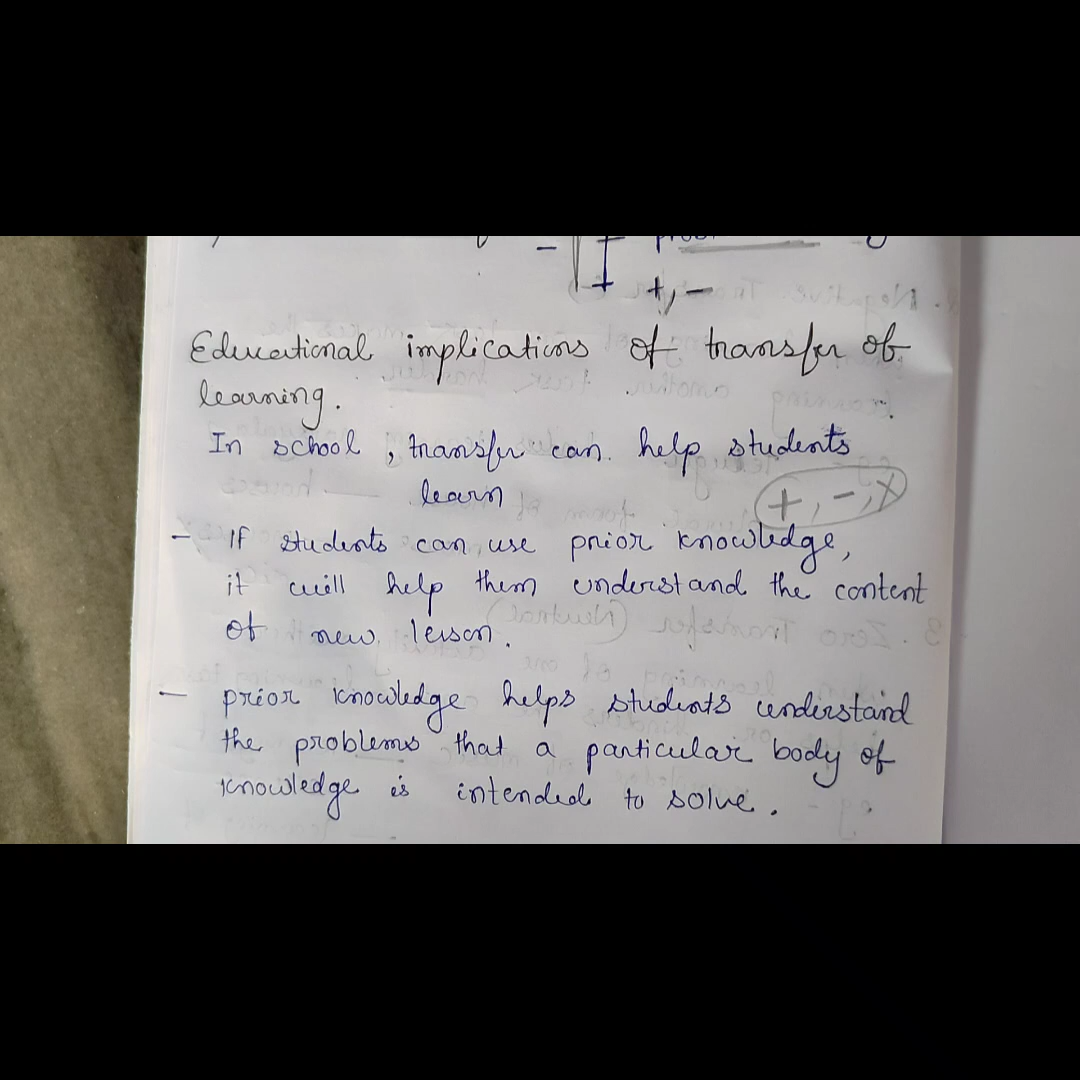 +, -
Educational implications of transfer of
learning.
In school, transfer can help students
learn
+, -, x
- If students can use prior knowledge,
it will help them understand the content
of new lesson.
- prior knowledge helps students understand
the problems that a particular body of
knowledge is intended to solve.